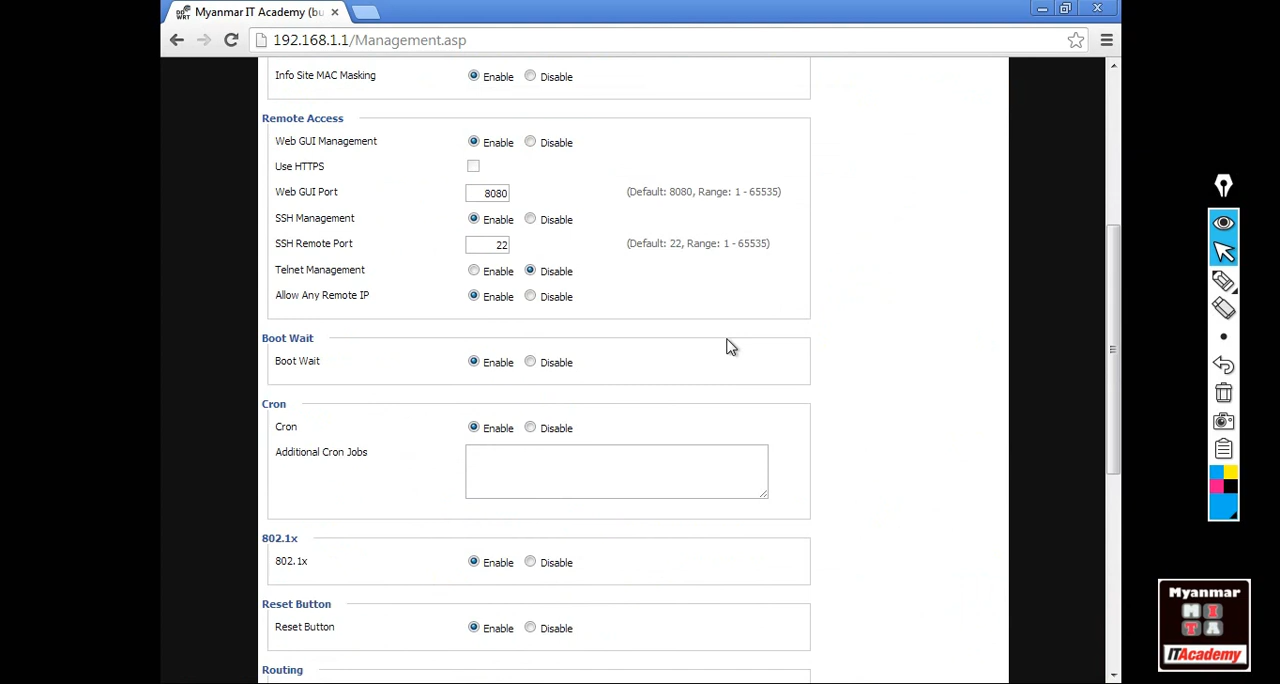 DD WRT Myanmar IT Academy (bu
192.168.1.1/Management.asp
Info Site MAC Masking Enable Disable
Remote Access
Web GUI Management Enable Disable
Use HTTPS
Web GUI Port 8080 (Default: 8080, Range: 1 - 65535)
SSH Management Enable Disable
SSH Remote Port 22 (Default: 22, Range: 1 - 65535)
Telnet Management Enable Disable
Allow Any Remote IP Enable Disable
Boot Wait
Boot Wait Enable Disable
Cron
Cron Enable Disable
Additional Cron Jobs
802.1x
802.1x Enable Disable
Reset Button
Reset Button Enable Disable
Routing
Myanmar
M I
T A
ITAcademy